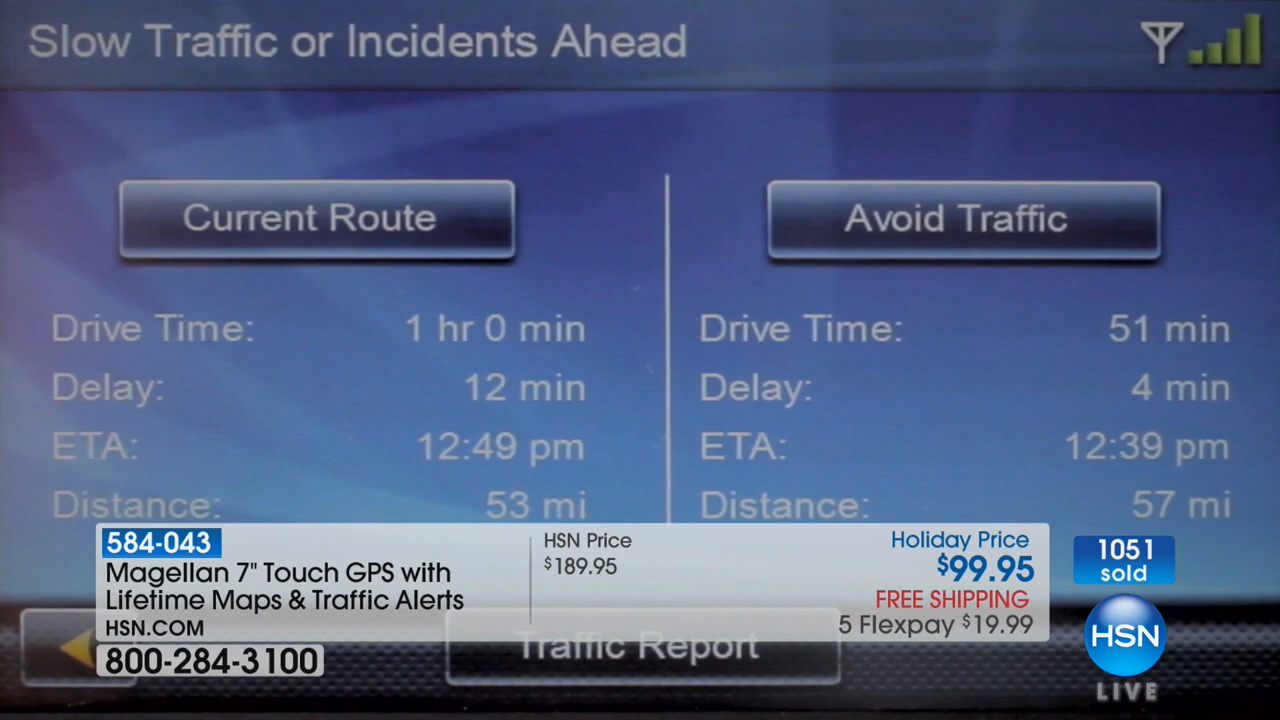 Slow Traffic or Incidents Ahead
Current Route
Avoid Traffic
Drive Time: 1 hr 0 min
Delay: 12 min
ETA: 12:49 pm
Distance: 53 mi
Drive Time: 51 min
Delay: 4 min
ETA: 12:39 pm
Distance: 57 mi
584-043
Magellan 7" Touch GPS with
Lifetime Maps & Traffic Alerts
HSN.COM
800-284-3100
HSN Price
$189.95
Holiday Price
$99.95
FREE SHIPPING
5 Flexpay $19.99
1051
sold
HSN
LIVE
Traffic Report